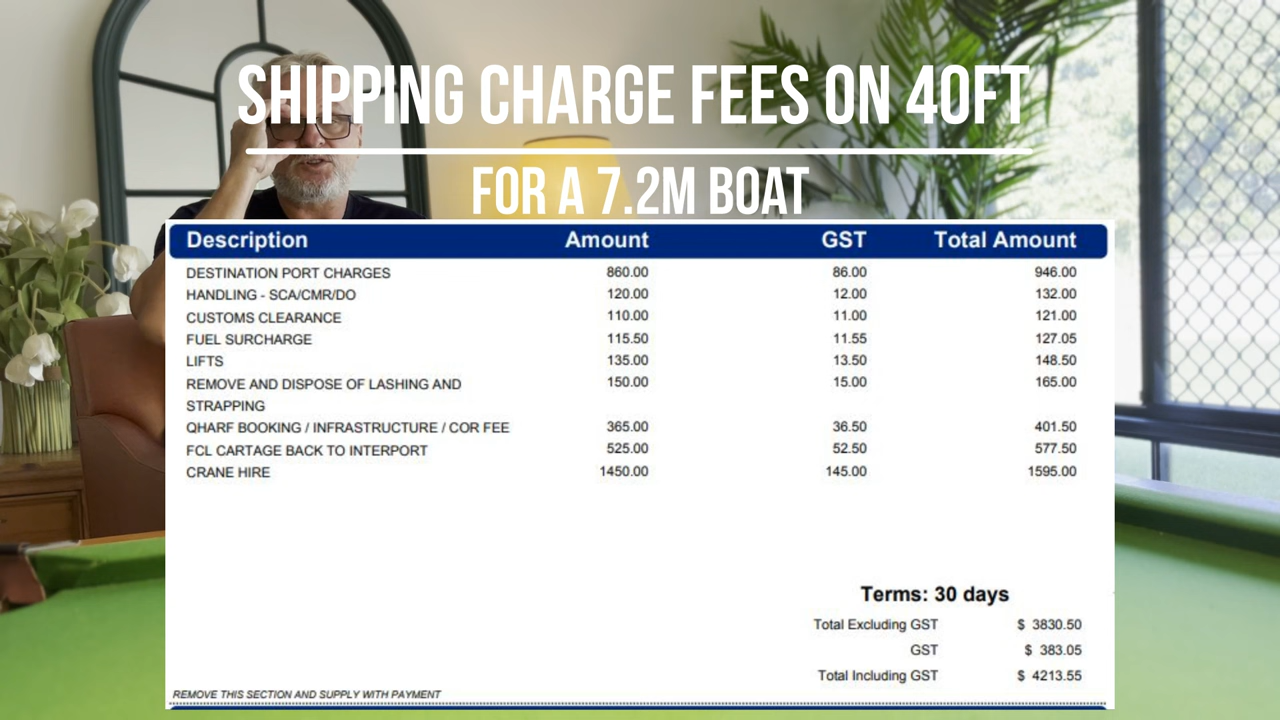 SHIPPING CHARGE FEES ON 40FT
FOR A 7.2M BOAT
Description Amount GST Total Amount
DESTINATION PORT CHARGES 860.00 86.00 946.00
HANDLING - SCA/CMR/DO 120.00 12.00 132.00
CUSTOMS CLEARANCE 110.00 11.00 121.00
FUEL SURCHARGE 115.50 11.55 127.05
LIFTS 135.00 13.50 148.50
REMOVE AND DISPOSE OF LASHING AND 150.00 15.00 165.00
STRAPPING
QHARF BOOKING / INFRASTRUCTURE / COR FEE 365.00 36.50 401.50
FCL CARTAGE BACK TO INTERPORT 525.00 52.50 577.50
CRANE HIRE 1450.00 145.00 1595.00
Terms: 30 days
Total Excluding GST $ 3830.50
GST $ 383.05
Total Including GST $ 4213.55
REMOVE THIS SECTION AND SUPPLY WITH PAYMENT